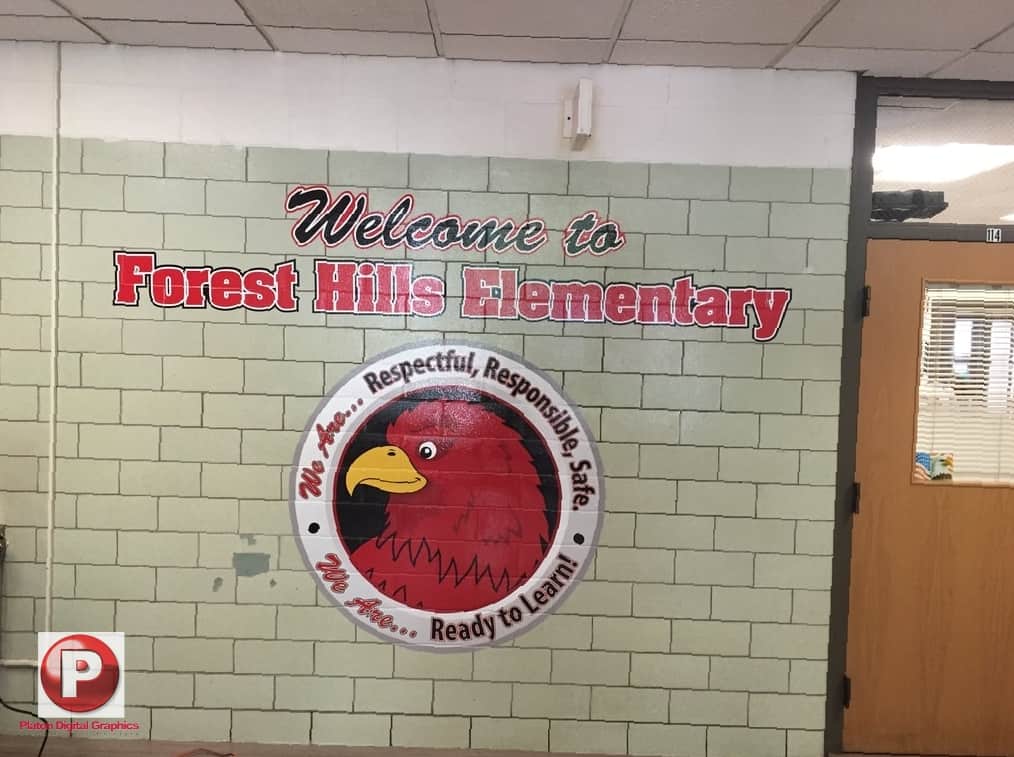 Welcome to
Forest Hills Elementary
114
We Are... Respectful, Responsible, Safe.
We Are... Ready to Learn!
P
Platon Digital Graphics